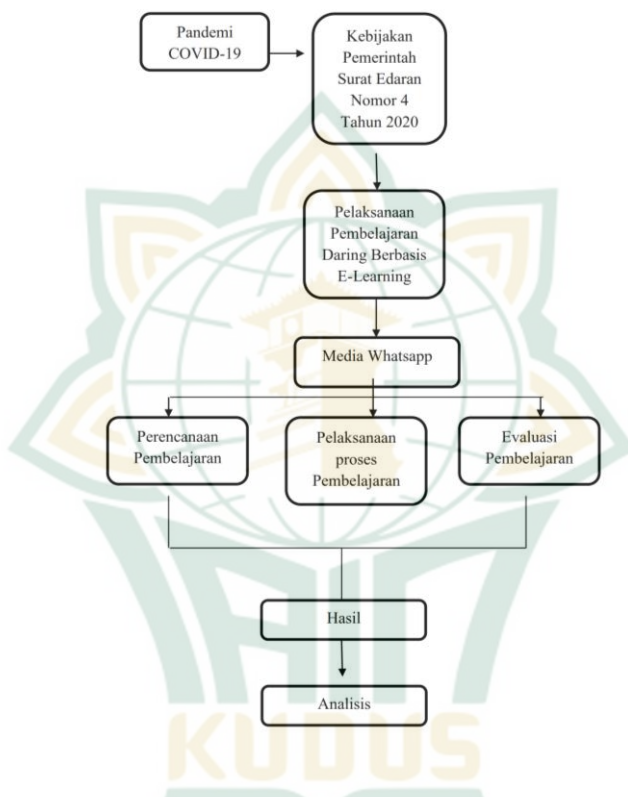 Pandemi
COVID-19
Kebijakan
Pemerintah
Surat Edaran
Nomor 4
Tahun 2020
Pelaksanaan
Pembelajaran
Daring Berbasis
E-Learning
Media Whatsapp
Perencanaan
Pembelajaran
Pelaksanaan
proses
Pembelajaran
Evaluasi
Pembelajaran
Hasil
Analisis
IAIN
KUDUS